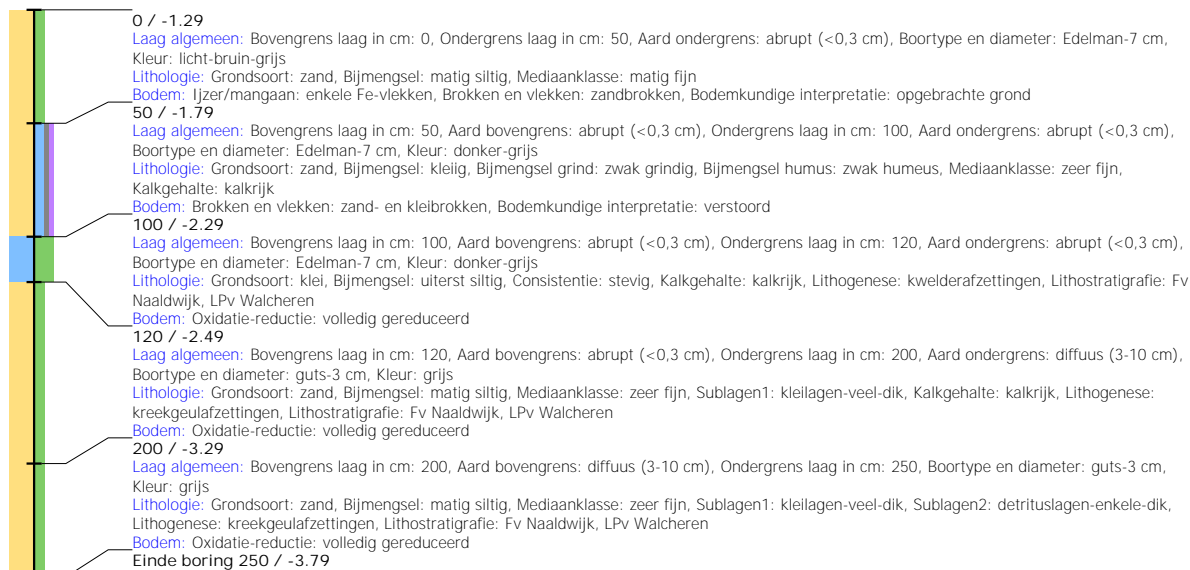 0 / -1.29
Laag algemeen: Bovengrens laag in cm: 0, Ondergrens laag in cm: 50, Aard ondergrens: abrupt (<0,3 cm), Boortype en diameter: Edelman-7 cm,
Kleur: licht-bruin-grijs
Lithologie: Grondsoort: zand, Bijmengsel: matig siltig, Mediaanklasse: matig fijn
Bodem: Ijzer/mangaan: enkele Fe-vlekken, Brokken en vlekken: zandbrokken, Bodemkundige interpretatie: opgebrachte grond
50 / -1.79
Laag algemeen: Bovengrens laag in cm: 50, Aard bovengrens: abrupt (<0,3 cm), Ondergrens laag in cm: 100, Aard ondergrens: abrupt (<0,3 cm),
Boortype en diameter: Edelman-7 cm, Kleur: donker-grijs
Lithologie: Grondsoort: zand, Bijmengsel: kleiig, Bijmengsel grind: zwak grindig, Bijmengsel humus: zwak humeus, Mediaanklasse: zeer fijn,
Kalkgehalte: kalkrijk
Bodem: Brokken en vlekken: zand- en kleibrokken, Bodemkundige interpretatie: verstoord
100 / -2.29
Laag algemeen: Bovengrens laag in cm: 100, Aard bovengrens: abrupt (<0,3 cm), Ondergrens laag in cm: 120, Aard ondergrens: abrupt (<0,3 cm),
Boortype en diameter: Edelman-7 cm, Kleur: donker-grijs
Lithologie: Grondsoort: klei, Bijmengsel: uiterst siltig, Consistentie: stevig, Kalkgehalte: kalkrijk, Lithogenese: kwelderafzettingen, Lithostratigrafie: Fv
Naaldwijk, LPv Walcheren
Bodem: Oxidatie-reductie: volledig gereduceerd
120 / -2.49
Laag algemeen: Bovengrens laag in cm: 120, Aard bovengrens: abrupt (<0,3 cm), Ondergrens laag in cm: 200, Aard ondergrens: diffuus (3-10 cm),
Boortype en diameter: guts-3 cm, Kleur: grijs
Lithologie: Grondsoort: zand, Bijmengsel: matig siltig, Mediaanklasse: zeer fijn, Sublagen1: kleilagen-veel-dik, Kalkgehalte: kalkrijk, Lithogenese:
kreekgeulafzettingen, Lithostratigrafie: Fv Naaldwijk, LPv Walcheren
Bodem: Oxidatie-reductie: volledig gereduceerd
200 / -3.29
Laag algemeen: Bovengrens laag in cm: 200, Aard bovengrens: diffuus (3-10 cm), Ondergrens laag in cm: 250, Boortype en diameter: guts-3 cm,
Kleur: grijs
Lithologie: Grondsoort: zand, Bijmengsel: matig siltig, Mediaanklasse: zeer fijn, Sublagen1: kleilagen-veel-dik, Sublagen2: detrituslagen-enkele-dik,
Lithogenese: kreekgeulafzettingen, Lithostratigrafie: Fv Naaldwijk, LPv Walcheren
Bodem: Oxidatie-reductie: volledig gereduceerd
Einde boring 250 / -3.79